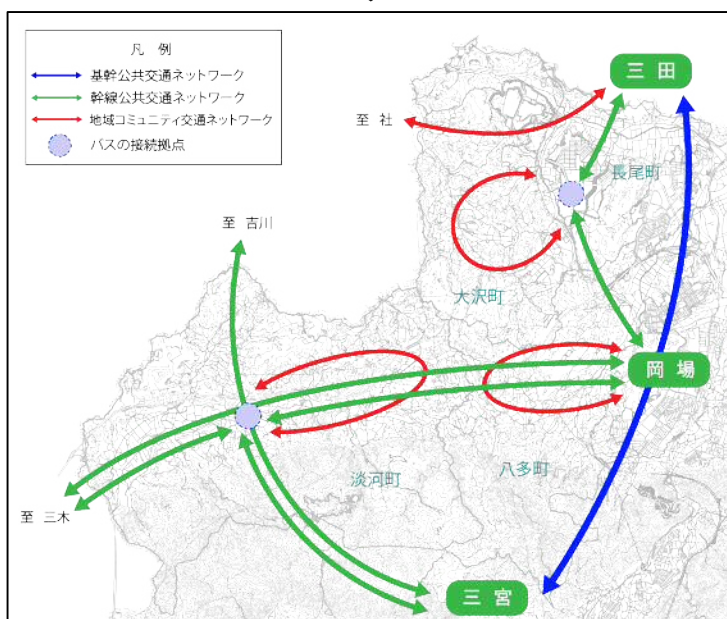 凡 例
基幹公共交通ネットワーク
幹線公共交通ネットワーク
地域コミュニティ交通ネットワーク
バスの接続拠点
三 田
至 社
長尾町
至 吉川
大沢町
岡 場
淡河町
八多町
至 三木
三 宮